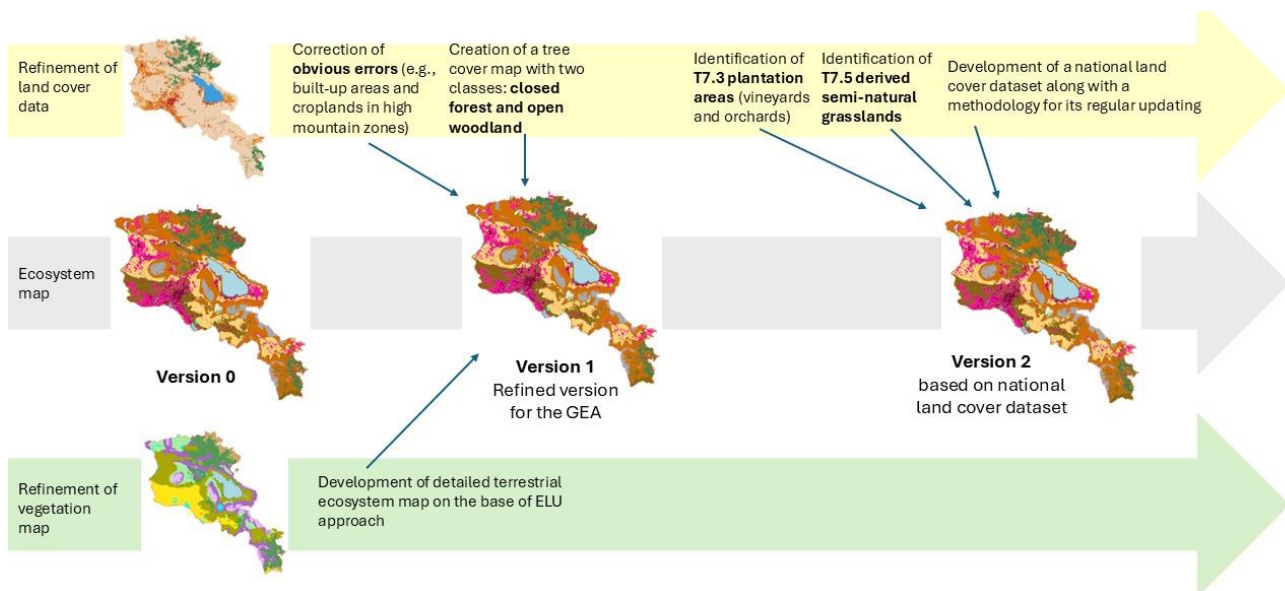 Refinement of
land cover
data
Correction of
obvious errors (e.g.,
built-up areas and
croplands in high
mountain zones)
Creation of a tree
cover map with two
classes: closed
forest and open
woodland
Identification of
T7.3 plantation
areas (vineyards
and orchards)
Identification of
T7.5 derived
semi-natural
grasslands
Development of a national land
cover dataset along with a
methodology for its regular updating
Ecosystem
map
Version 0
Version 1
Refined version
for the GEA
Version 2
based on national
land cover dataset
Refinement of
vegetation
map
Development of detailed terrestrial
ecosystem map on the base of ELU
approach